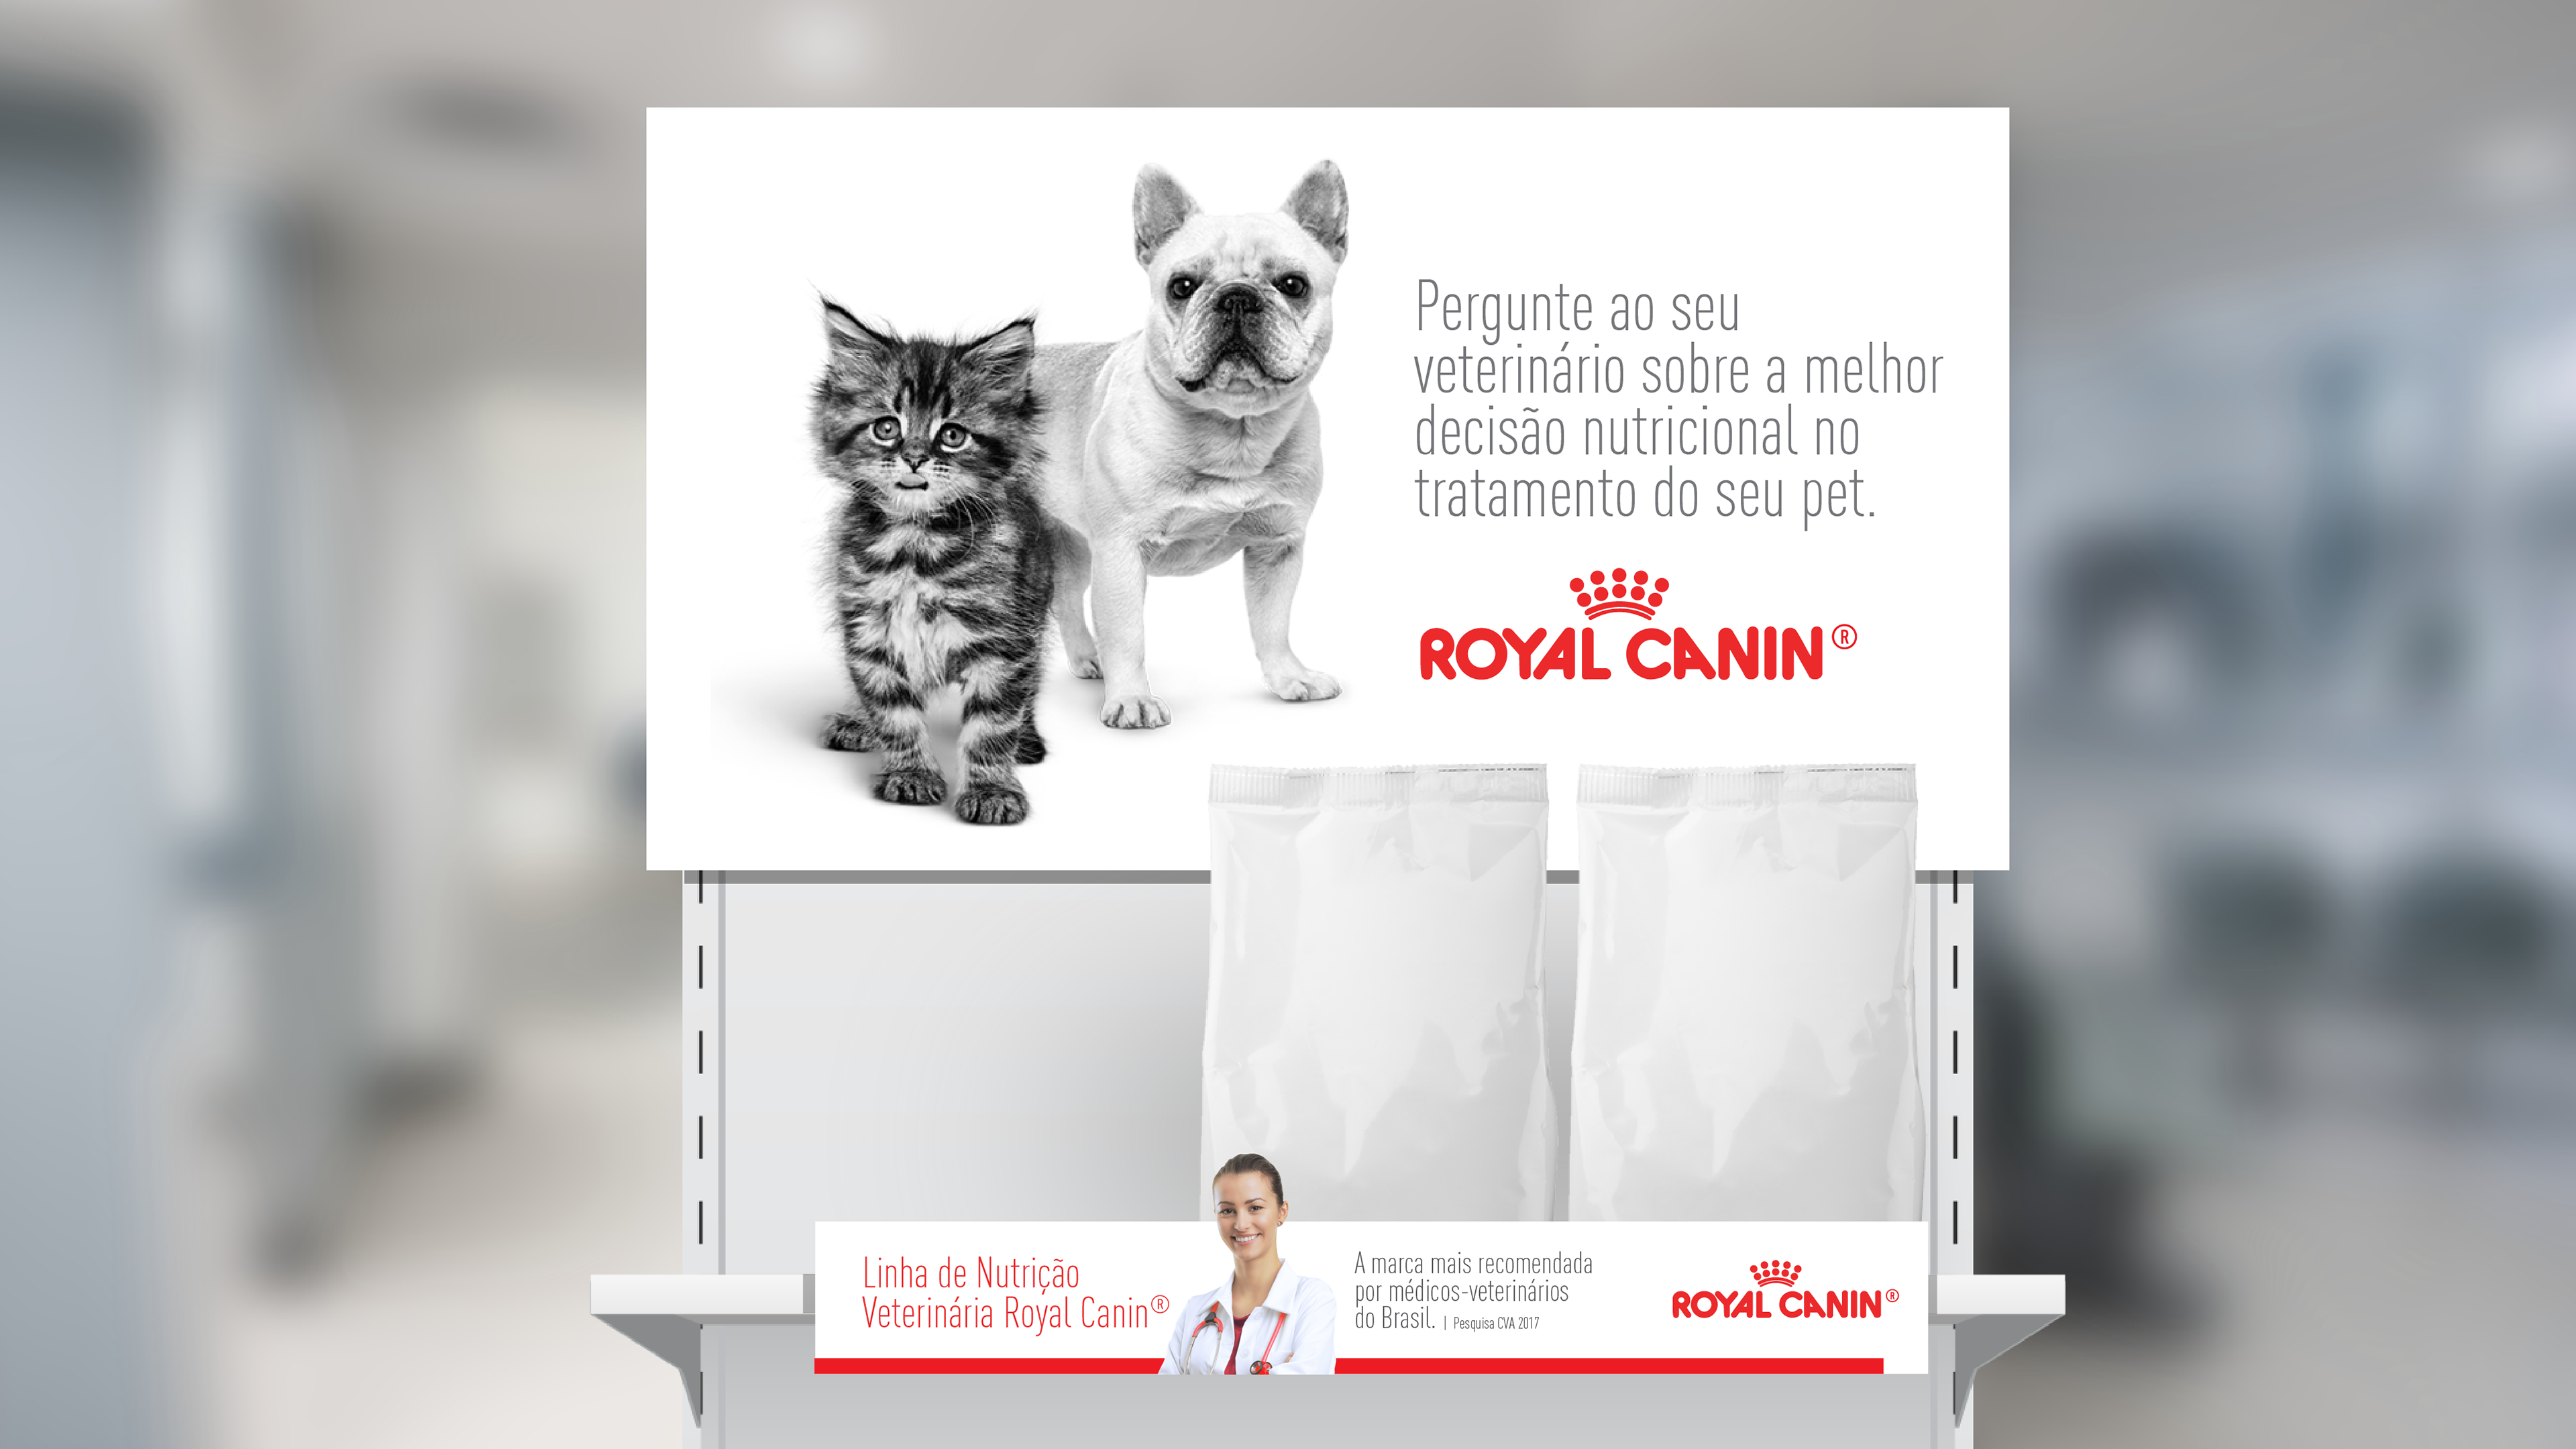 Pergunte ao seu
veterinário sobre a melhor
decisão nutricional no
tratamento do seu pet.
ROYAL CANIN®
Linha de Nutrição
Veterinária Royal Canin®
A marca mais recomendada
por médicos-veterinários
do Brasil. | Pesquisa CVA 2017
ROYAL CANIN®